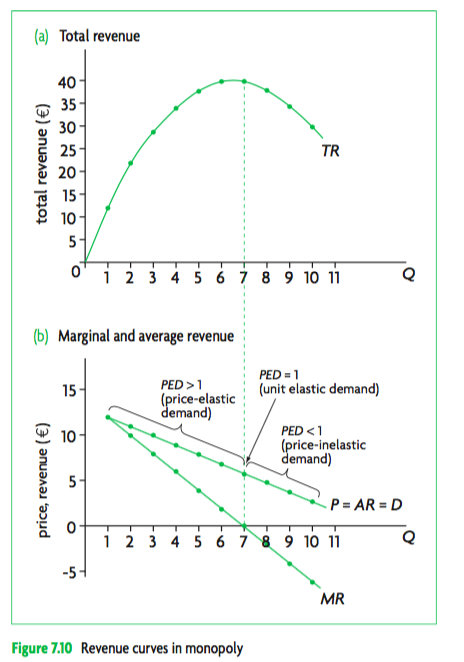 (a) Total revenue
total revenue (€)
40
35
30
25
20
15
10
5
0
1 2 3 4 5 6 7 8 9 10 11 Q
TR
(b) Marginal and average revenue
price, revenue (€)
15
10
5
0
-5
PED > 1
(price-elastic
demand)
PED = 1
(unit elastic demand)
PED < 1
(price-inelastic
demand)
P = AR = D
1 2 3 4 5 6 7 8 9 10 11 Q
MR
Figure 7.10 Revenue curves in monopoly